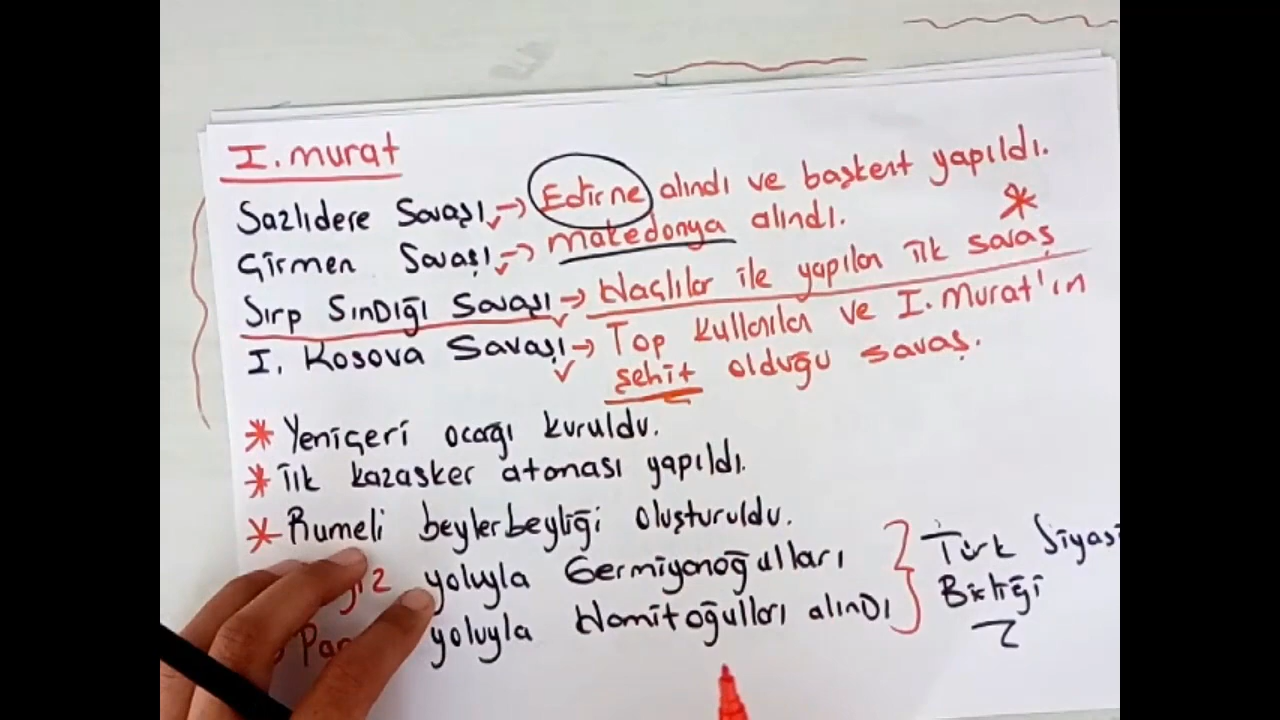 I. murat
Sazlıdere Savaşı → Edirne alındı ve başkent yapıldı.
Çirmen Savaşı → Makedonya alındı.
Sırp Sındığı Savaşı → Haçlılar ile yapılan ilk savaş
I. Kosova Savaşı → Top kullanılan ve I. Murat'ın
şehit olduğu savaş.
* Yeniçeri ocağı kuruldu.
* İlk kazasker atanası yapıldı.
* Rumeli beylerbeyliği oluşturuldu.
yoluyla Germiyanoğulları
yoluyla Hamitoğulları alındı
Türk Siyasi
Birliği